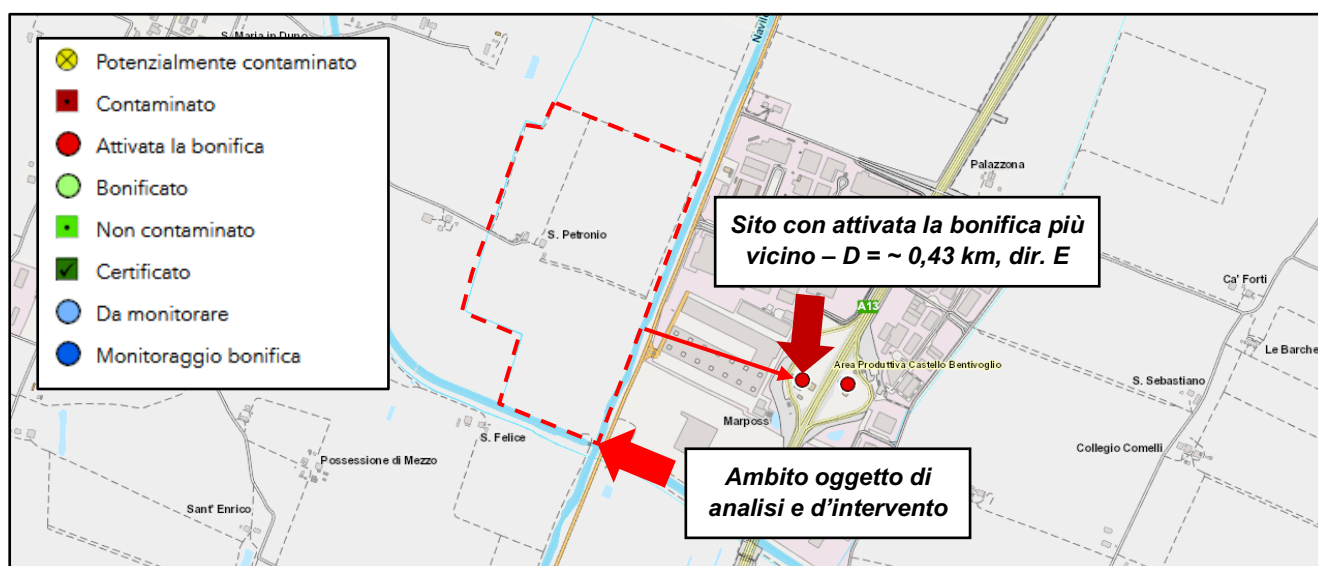 S. Maria in Duno
Potenzialmente contaminato
Contaminato
Attivata la bonifica
Bonificato
Non contaminato
Certificato
Da monitorare
Monitoraggio bonifica
Palazzona
S. Petronio
Sito con attivata la bonifica più
vicino – D = ~ 0,43 km, dir. E
Ca' Forti
A13
Le Barche
Area Produttiva Castello Bentivoglio
S. Sebastiano
Marposs
S. Felice
Collegio Comelli
Possessione di Mezzo
Ambito oggetto di
analisi e d'intervento
Sant' Enrico